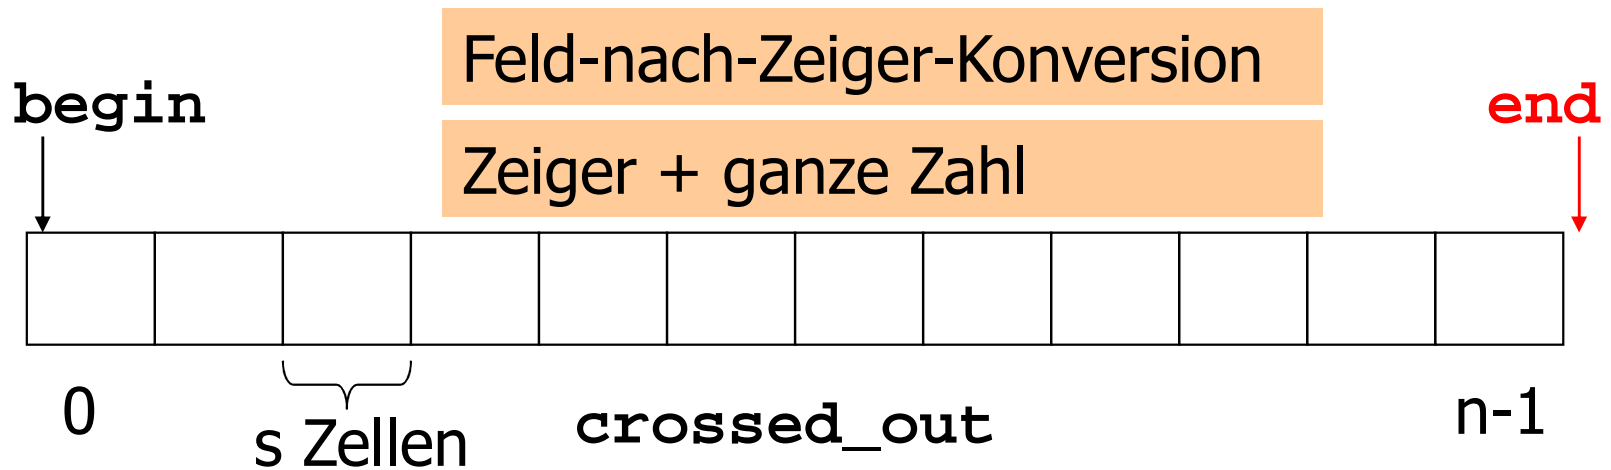 Feld-nach-Zeiger-Konversion
begin
end
Zeiger + ganze Zahl
0
s Zellen
crossed_out
n-1